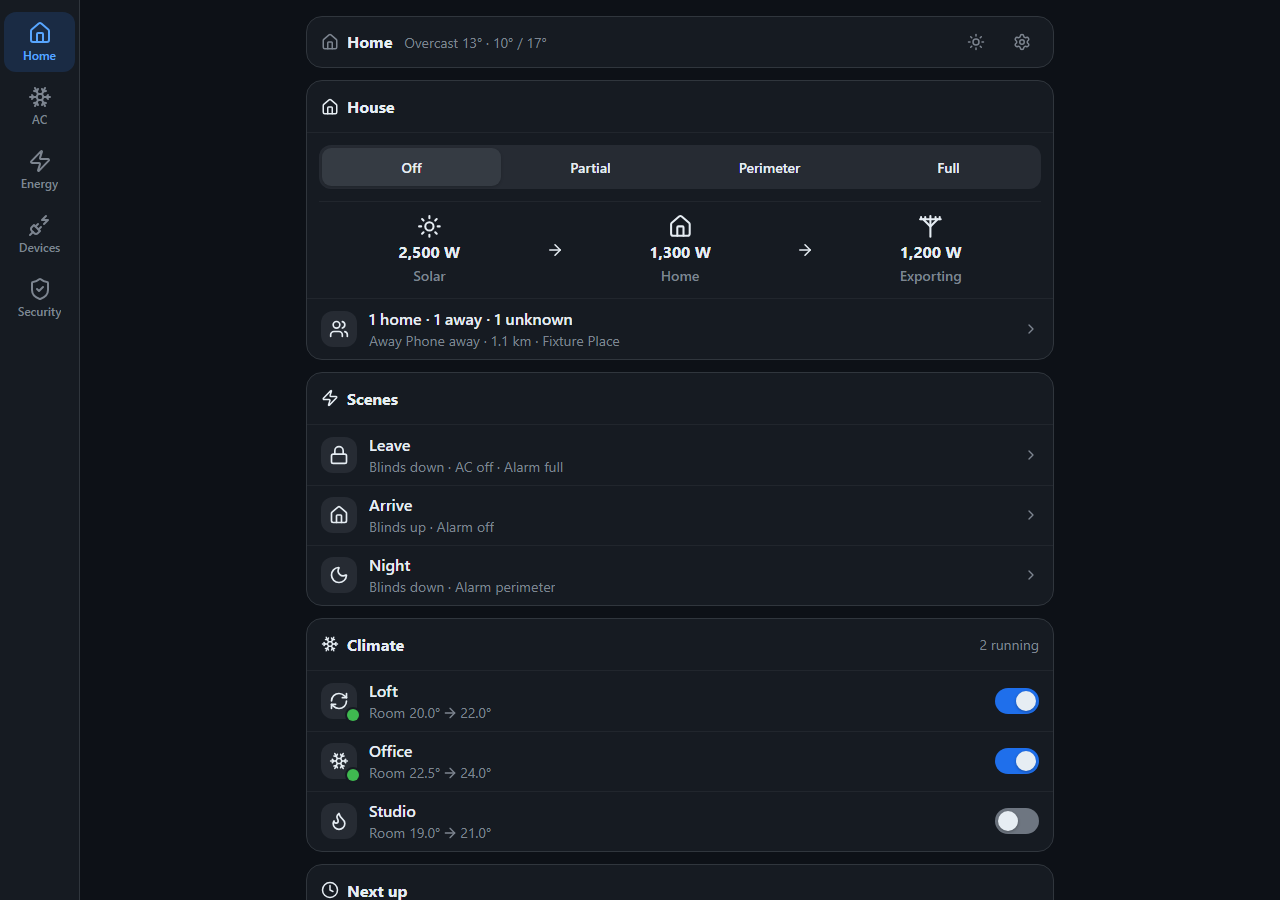 Home
AC
Energy
Devices
Security
Home Overcast 13° · 10° / 17°
House
Off Partial Perimeter Full
2,500 W → 1,300 W → 1,200 W
Solar Home Exporting
1 home · 1 away · 1 unknown
Away Phone away · 1.1 km · Fixture Place
Scenes
Leave
Blinds down · AC off · Alarm full
Arrive
Blinds up · Alarm off
Night
Blinds down · Alarm perimeter
Climate 2 running
Loft
Room 20.0° → 22.0°
Office
Room 22.5° → 24.0°
Studio
Room 19.0° → 21.0°
Next up